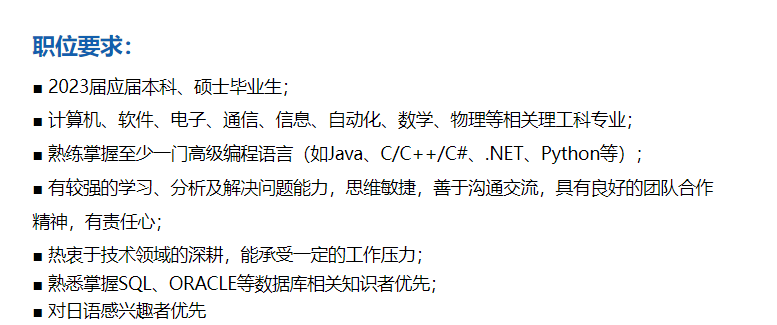 职位要求：
■ 2023届应届本科、硕士毕业生；
■ 计算机、软件、电子、通信、信息、自动化、数学、物理等相关理工科专业；
■ 熟练掌握至少一门高级编程语言（如Java、C/C++/C#、.NET、Python等）；
■ 有较强的学习、分析及解决问题能力，思维敏捷，善于沟通交流，具有良好的团队合作
精神，有责任心；
■ 热衷于技术领域的深耕，能承受一定的工作压力；
■ 熟悉掌握SQL、ORACLE等数据库相关知识者优先；
■ 对日语感兴趣者优先